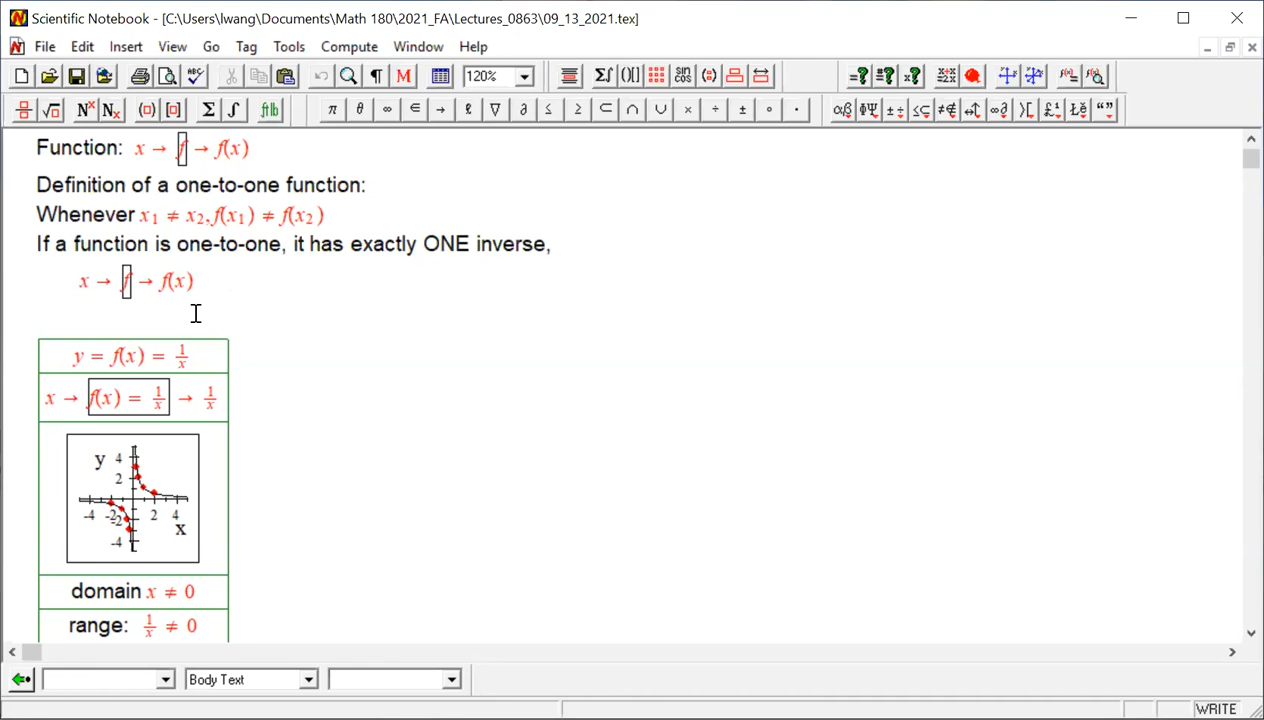 Scientific Notebook - [C:\Users\lwang\Documents\Math 180\2021_FA\Lectures_0863\09_13_2021.tex]
File Edit Insert View Go Tag Tools Compute Window Help
120%
Function: x → f → f(x)
Definition of a one-to-one function:
Whenever x₁ ≠ x₂, f(x₁) ≠ f(x₂)
If a function is one-to-one, it has exactly ONE inverse,
x → f → f(x)
y = f(x) = 1/x
x → f(x) = 1/x → 1/x
y 4
2
-4 -2 2 4
-2
x
-4
domain x ≠ 0
range: 1/x ≠ 0
Body Text
WRITE